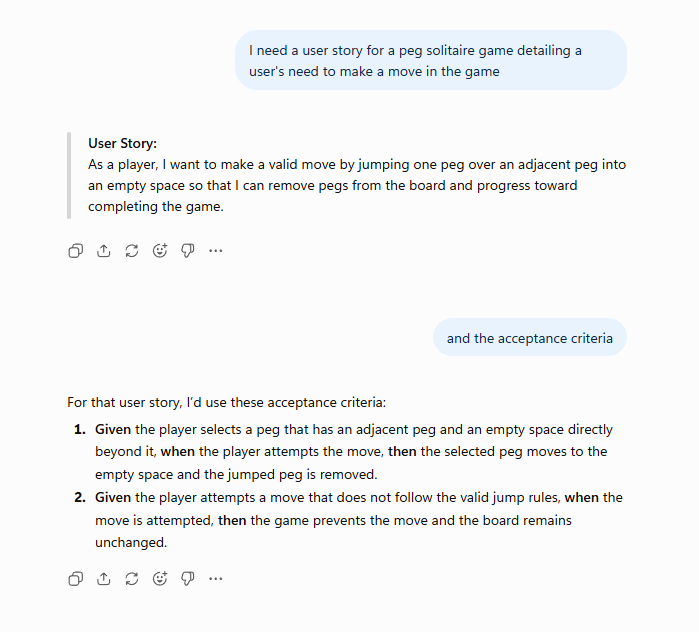 I need a user story for a peg solitaire game detailing a
user's need to make a move in the game
User Story:
As a player, I want to make a valid move by jumping one peg over an adjacent peg into
an empty space so that I can remove pegs from the board and progress toward
completing the game.
and the acceptance criteria
For that user story, I’d use these acceptance criteria:
1. Given the player selects a peg that has an adjacent peg and an empty space directly
beyond it, when the player attempts the move, then the selected peg moves to the
empty space and the jumped peg is removed.
2. Given the player attempts a move that does not follow the valid jump rules, when the
move is attempted, then the game prevents the move and the board remains
unchanged.